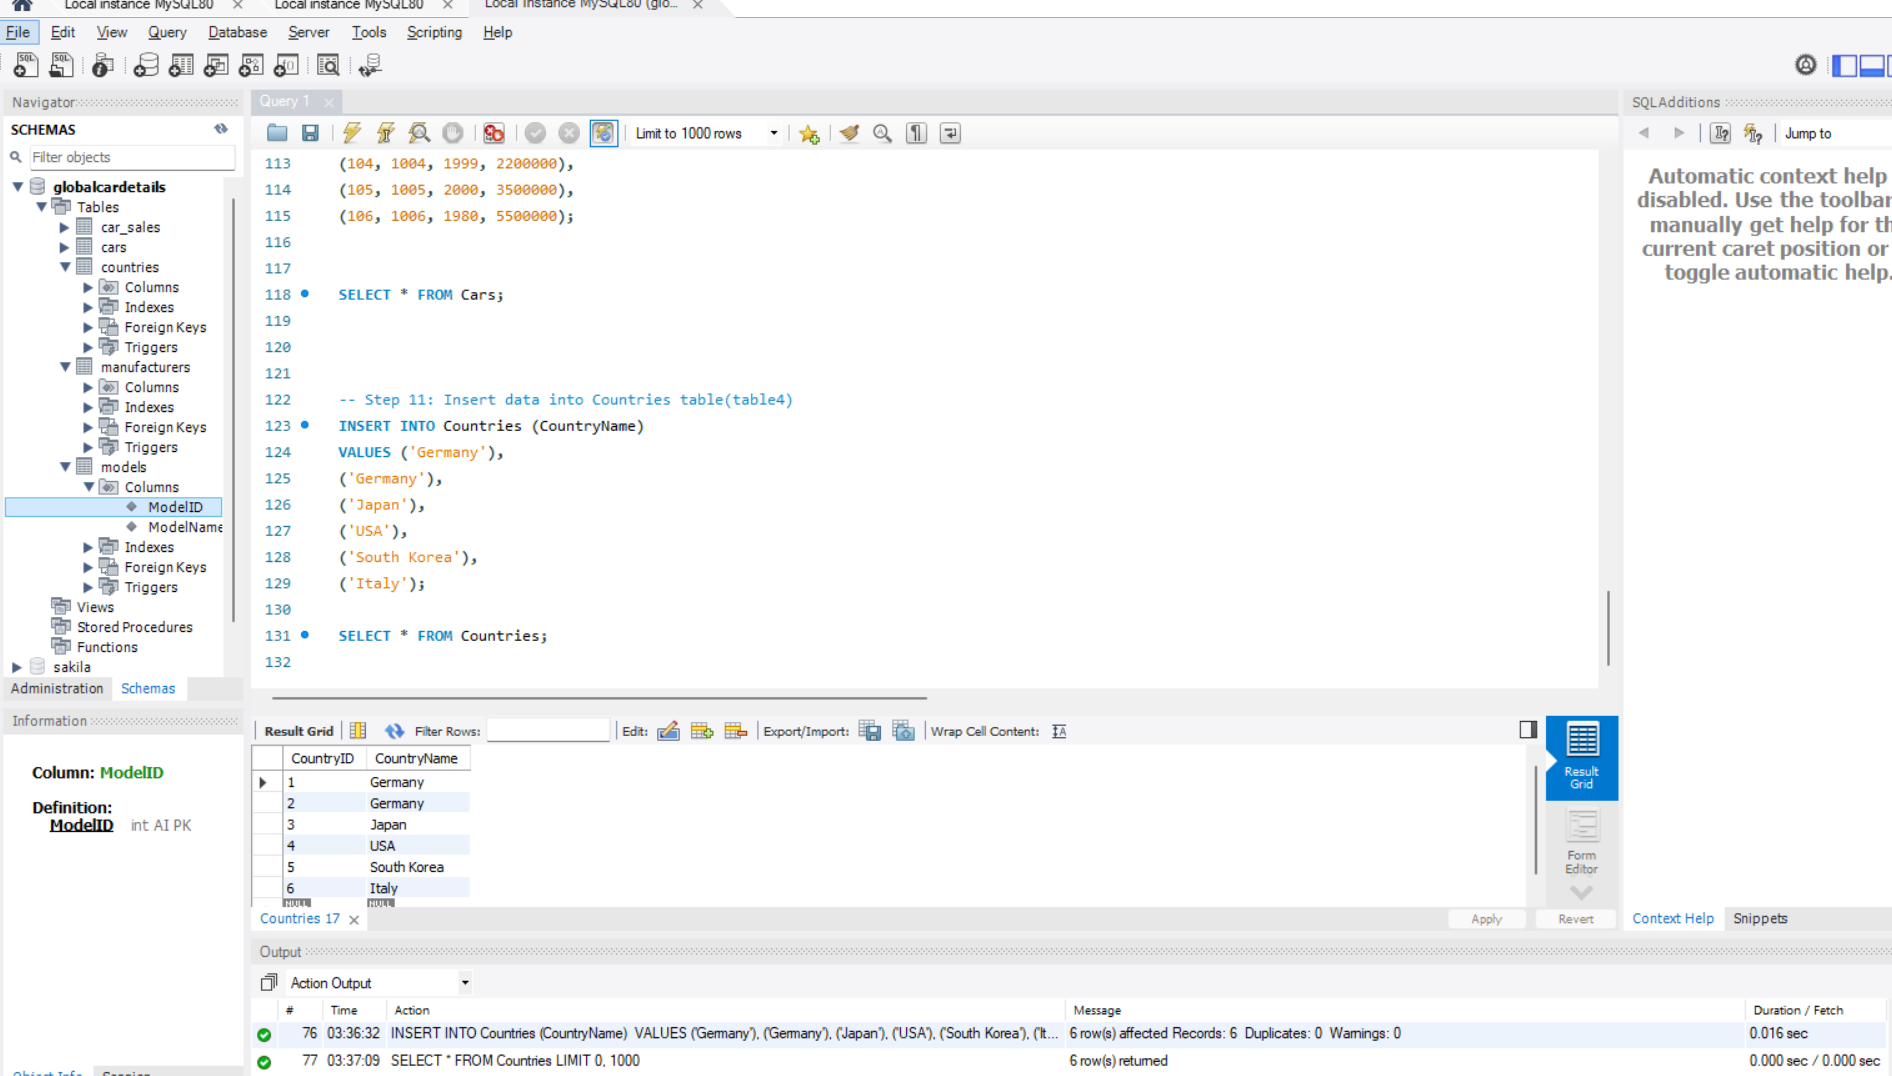 Local instance MySQL80
Local instance MySQL80
Local instance MySQL80 (glo...
File Edit View Query Database Server Tools Scripting Help
Navigator
SCHEMAS
Filter objects
globalcardetails
Tables
car_sales
cars
countries
Columns
Indexes
Foreign Keys
Triggers
manufacturers
Columns
Indexes
Foreign Keys
Triggers
models
Columns
ModelID
ModelName
Indexes
Foreign Keys
Triggers
Views
Stored Procedures
Functions
sakila
Administration Schemas
Information
Column: ModelID
Definition:
ModelID int AI PK
Query 1
Limit to 1000 rows
113 (104, 1004, 1999, 2200000),
114 (105, 1005, 2000, 3500000),
115 (106, 1006, 1980, 5500000);
116
117
118 SELECT * FROM Cars;
119
120
121
122 -- Step 11: Insert data into Countries table(table4)
123 INSERT INTO Countries (CountryName)
124 VALUES ('Germany'),
125 ('Germany'),
126 ('Japan'),
127 ('USA'),
128 ('South Korea'),
129 ('Italy');
130
131 SELECT * FROM Countries;
132
Result Grid Filter Rows: Edit: Export/Import: Wrap Cell Content:
CountryID CountryName
1 Germany
2 Germany
3 Japan
4 USA
5 South Korea
6 Italy
NULL NULL
Result
Grid
Form
Editor
Countries 17
Apply Revert
SQLAdditions
Jump to
Automatic context help
disabled. Use the toolbar
manually get help for
current caret position or
toggle automatic help.
Context Help Snippets
Output
Action Output
# Time Action Message Duration / Fetch
76 03:36:32 INSERT INTO Countries (CountryName) VALUES ('Germany'), ('Germany'), ('Japan'), ('USA'), ('South Korea'), ('It... 6 row(s) affected Records: 6 Duplicates: 0 Warnings: 0 0.016 sec
77 03:37:09 SELECT * FROM Countries LIMIT 0, 1000 6 row(s) returned 0.000 sec / 0.000 sec
Object Info Session